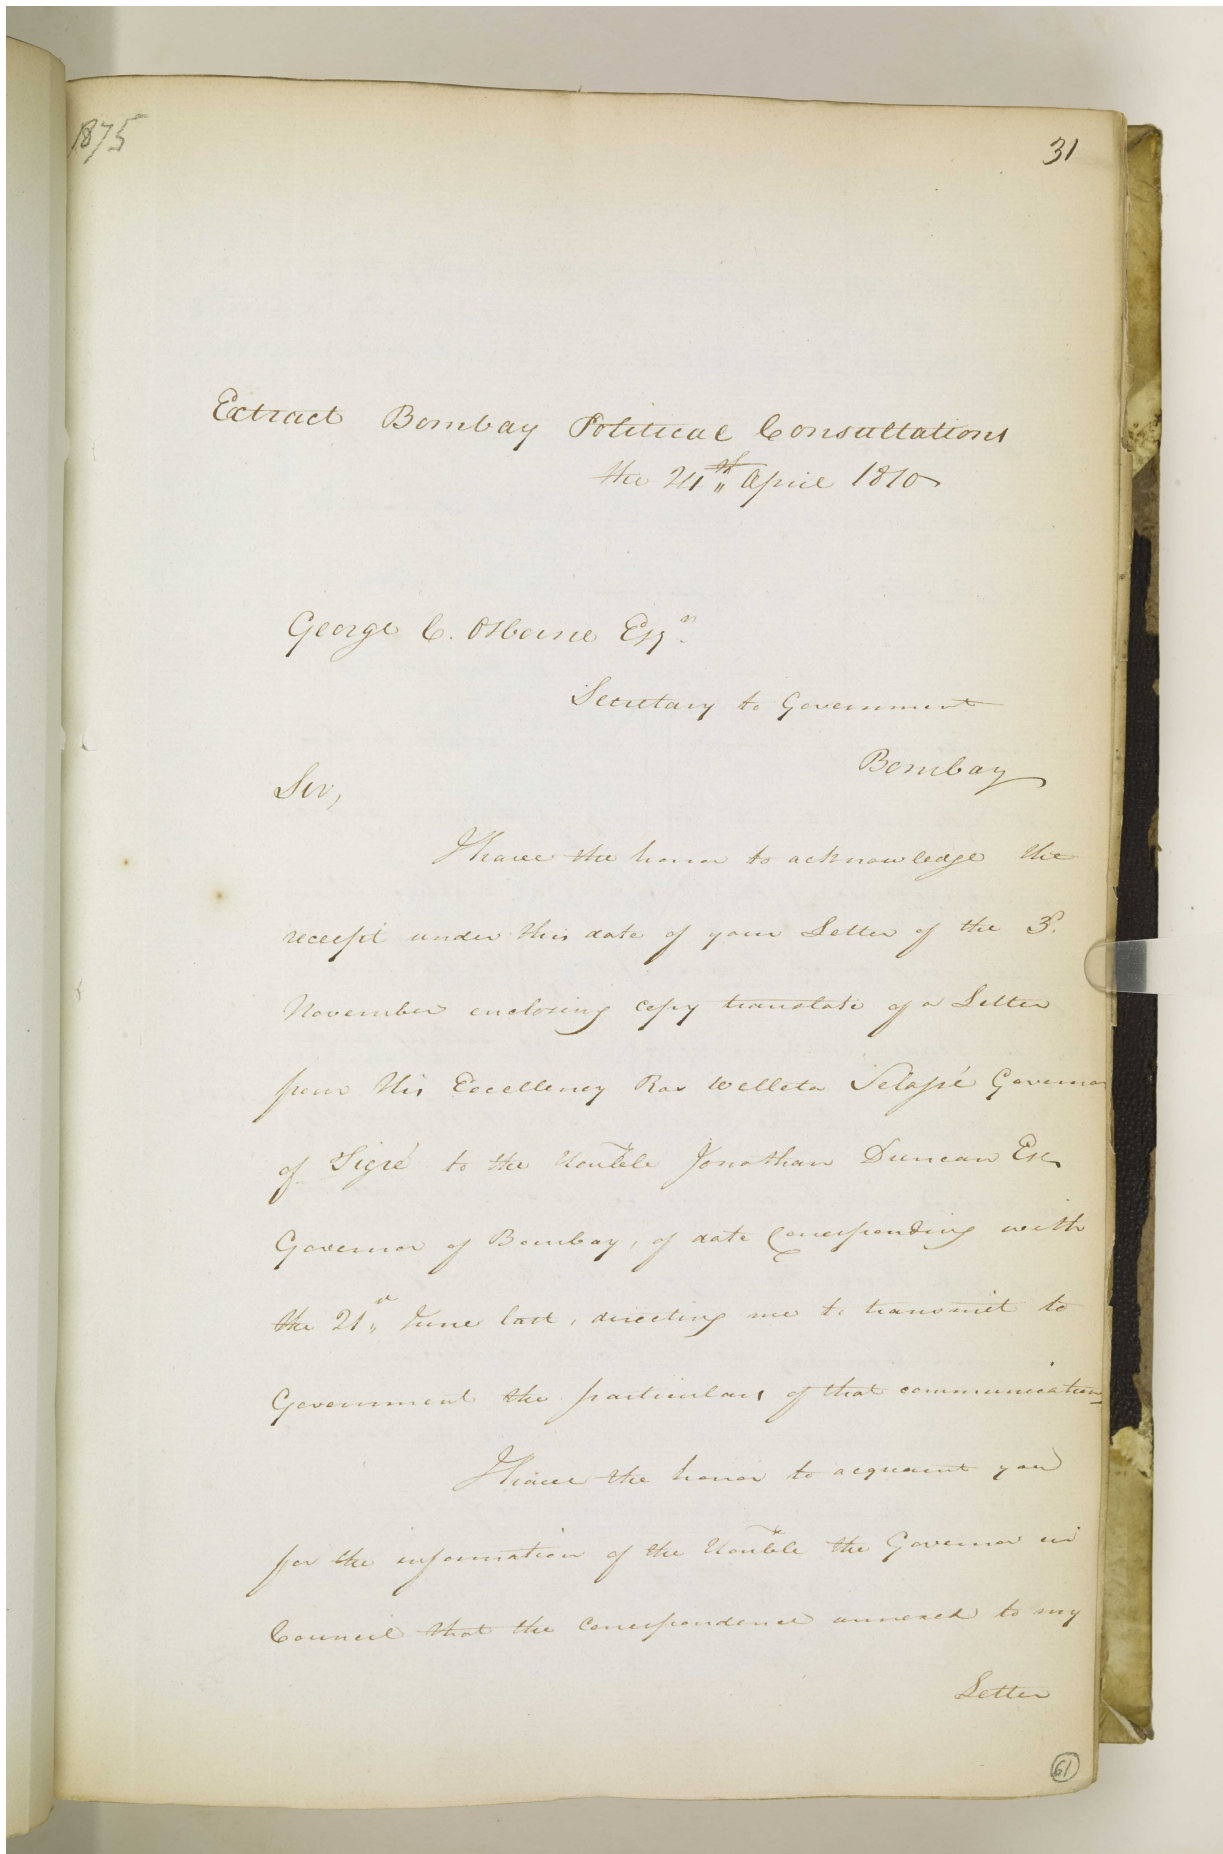 1875
31
Extract Bombay Political Consultations
the 24th April 1810
George C. Osborne Esqr.
Secretary to Government
Bombay
Sir,
I have the honor to acknowledge the
receipt under this date of your Letter of the 3d.
November enclosing copy translate of a Letter
from His Excellency Ras Welleta Selassé Governor
of Tigré to the Honble Jonathan Duncan Esq
Governor of Bombay, of date corresponding with
the 21st June last, directing me to transmit to
Government the particulars of that communication
I have the honor to acquaint you
for the information of the Honble the Governor in
Council that the correspondence annexed to my
Letter
61